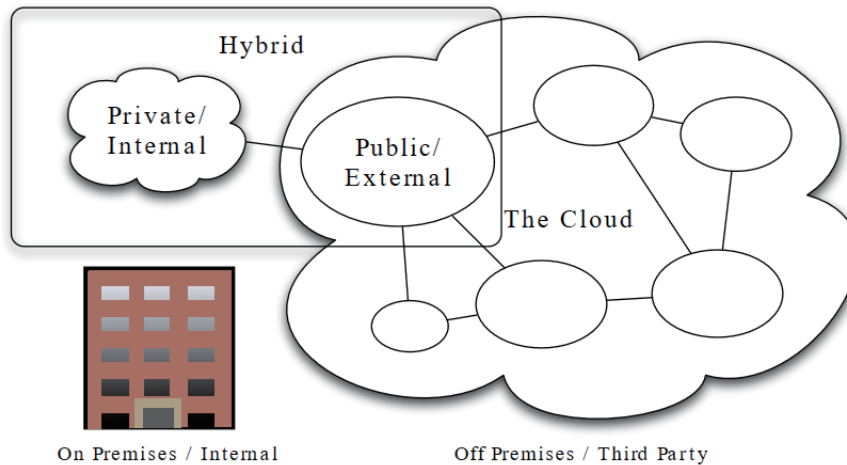 Hybrid
Private/
Internal
Public/
External
The Cloud
On Premises / Internal
Off Premises / Third Party